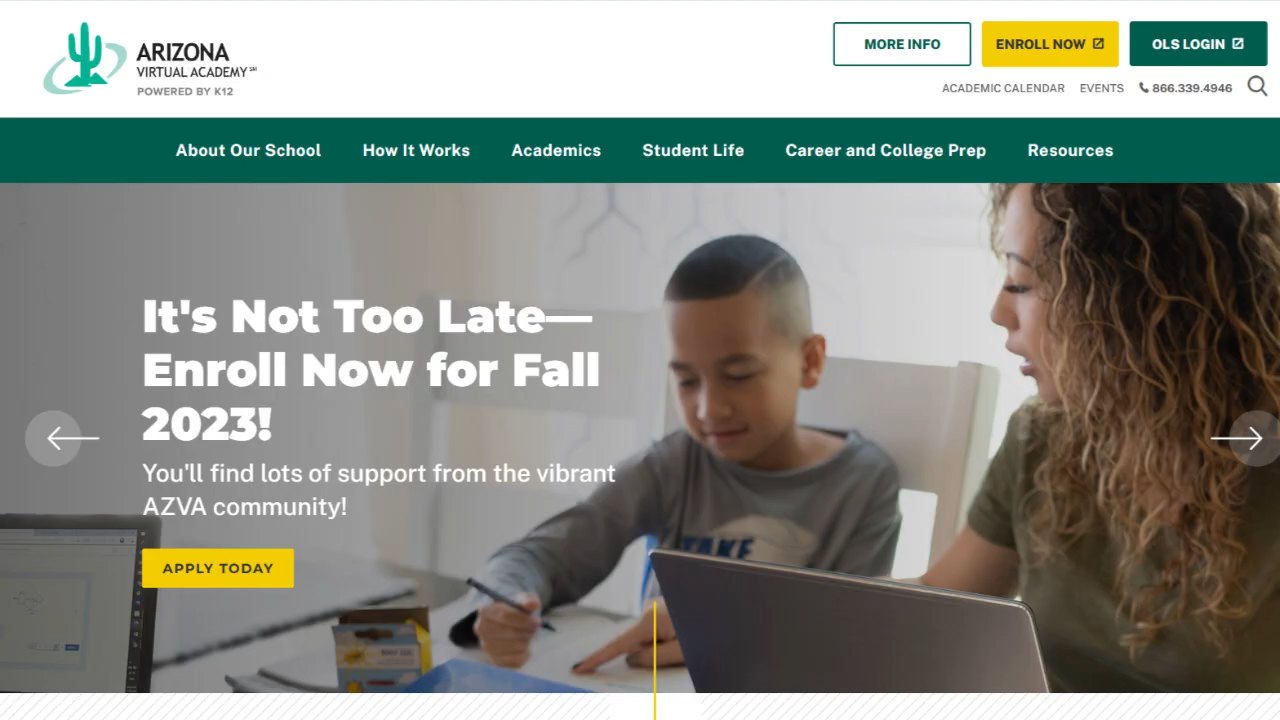 ARIZONA
VIRTUAL ACADEMY℠
POWERED BY K12
MORE INFO
ENROLL NOW
OLS LOGIN
ACADEMIC CALENDAR
EVENTS
866.339.4946
About Our School
How It Works
Academics
Student Life
Career and College Prep
Resources
It's Not Too Late—
Enroll Now for Fall
2023!
You'll find lots of support from the vibrant
AZVA community!
APPLY TODAY
TAKE